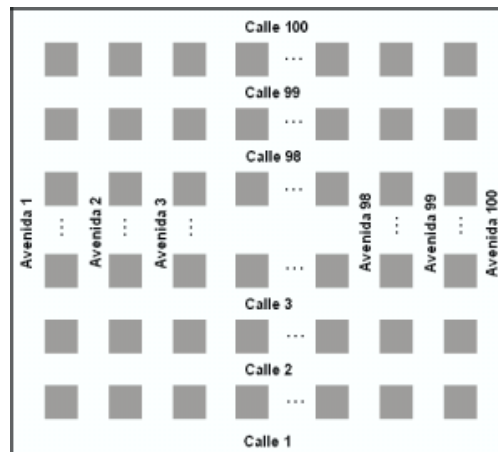 Calle 100
Calle 99
Calle 98
Avenida 1
Avenida 2
Avenida 3
Avenida 98
Avenida 99
Avenida 100
Calle 3
Calle 2
Calle 1